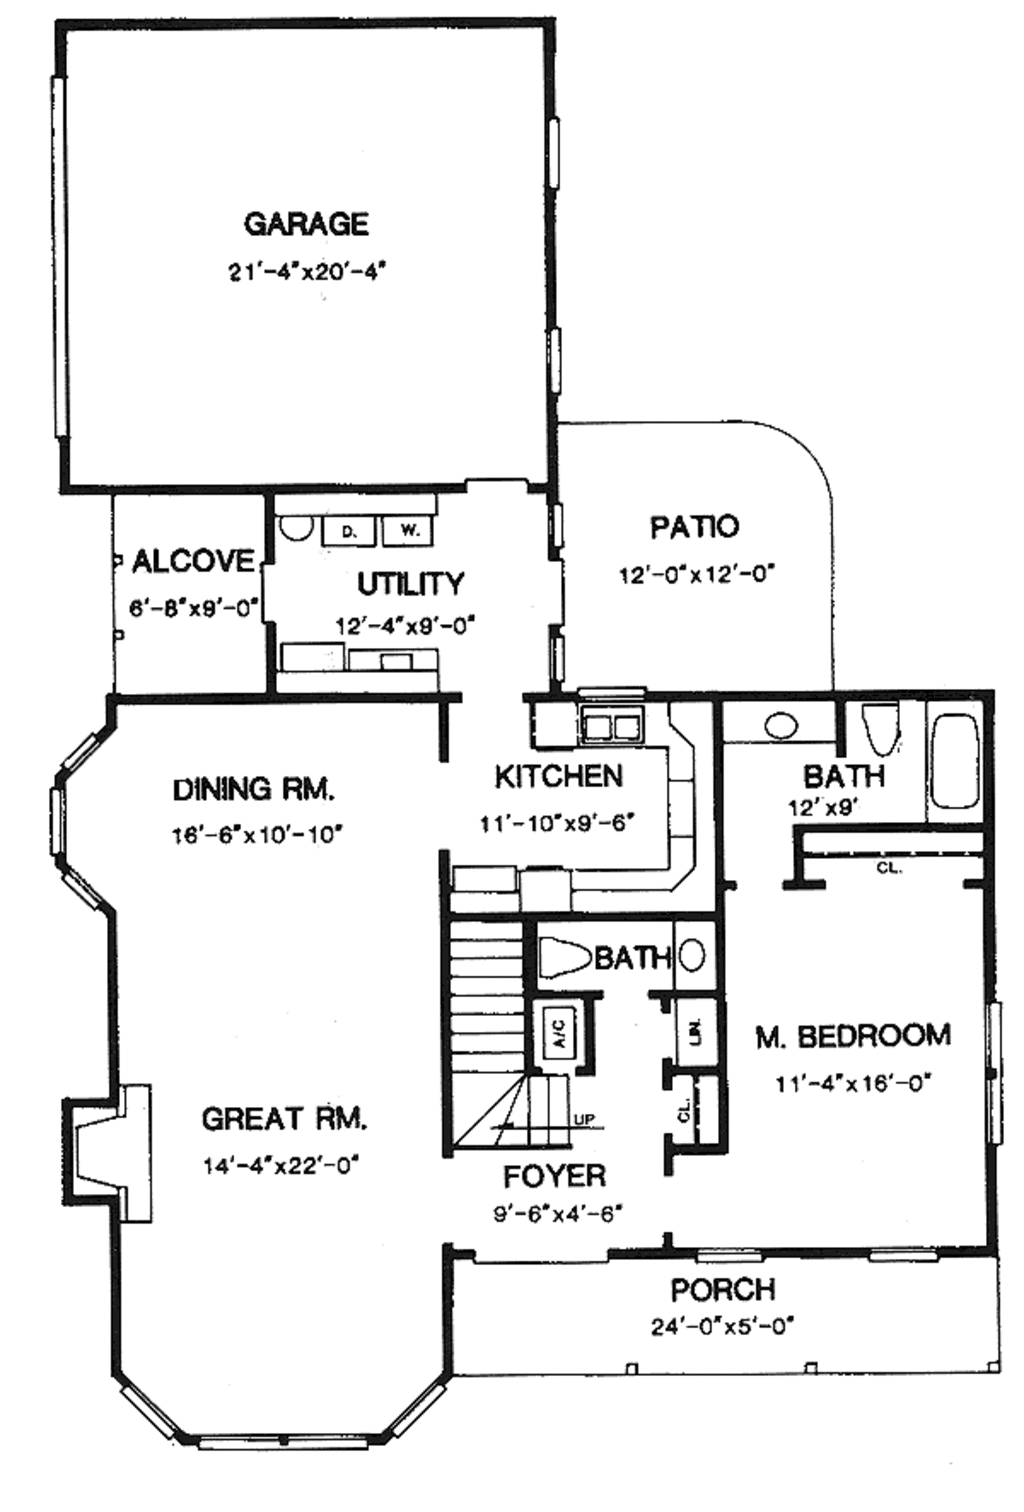 GARAGE
21'-4"x20'-4"
PATIO
12'-0"x12'-0"
D.
W.
ALCOVE
6'-8"x9'-0"
UTILITY
12'-4"x9'-0"
DINING RM.
16'-6"x10'-10"
KITCHEN
11'-10"x9'-6"
BATH
12'x9'
CL.
BATH
A/C
LIN.
M. BEDROOM
11'-4"x16'-0"
CL.
UP
GREAT RM.
14'-4"x22'-0"
FOYER
9'-6"x4'-6"
PORCH
24'-0"x5'-0"